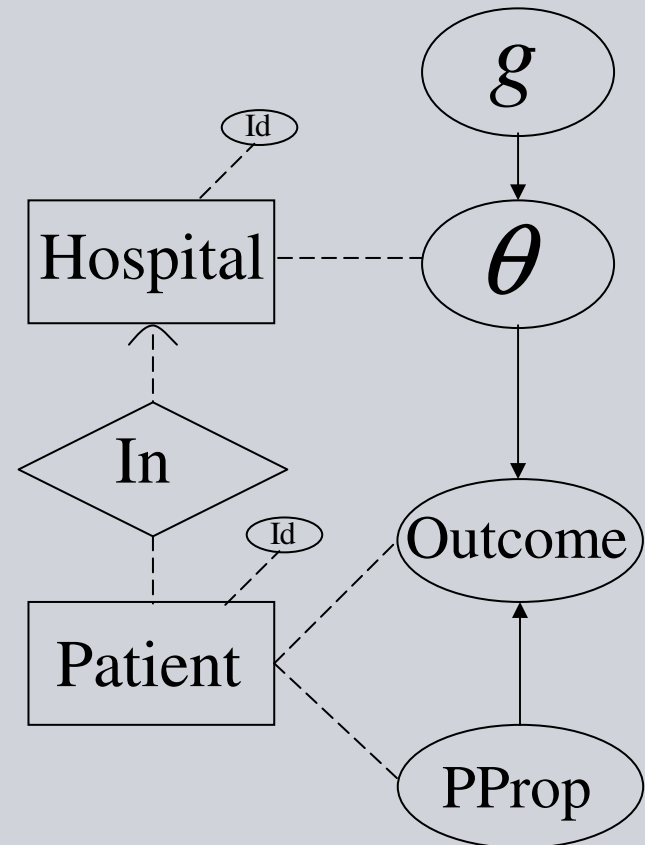 g
Id
Hospital
θ
In
Id
Outcome
Patient
PProp